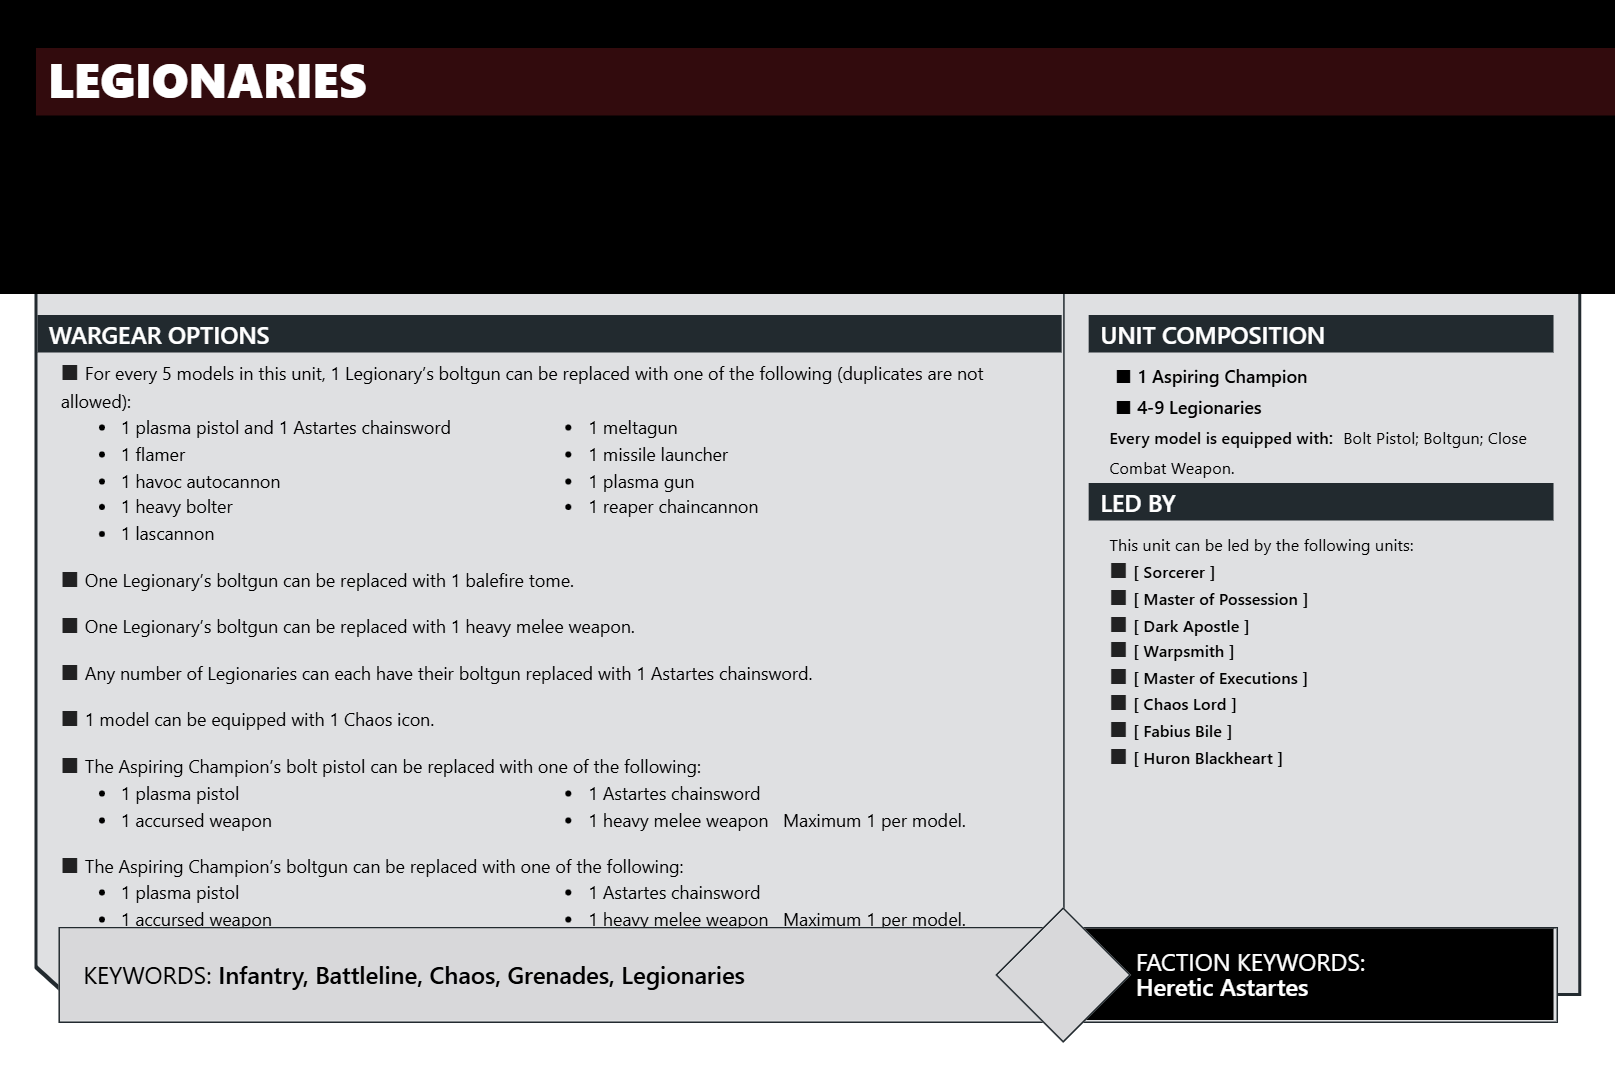 LEGIONARIES
WARGEAR OPTIONS
■ For every 5 models in this unit, 1 Legionary’s boltgun can be replaced with one of the following (duplicates are not
allowed):
• 1 plasma pistol and 1 Astartes chainsword
• 1 flamer
• 1 havoc autocannon
• 1 heavy bolter
• 1 lascannon
• 1 meltagun
• 1 missile launcher
• 1 plasma gun
• 1 reaper chaincannon
■ One Legionary’s boltgun can be replaced with 1 balefire tome.
■ One Legionary’s boltgun can be replaced with 1 heavy melee weapon.
■ Any number of Legionaries can each have their boltgun replaced with 1 Astartes chainsword.
■ 1 model can be equipped with 1 Chaos icon.
■ The Aspiring Champion’s bolt pistol can be replaced with one of the following:
• 1 plasma pistol
• 1 accursed weapon
• 1 Astartes chainsword
• 1 heavy melee weapon Maximum 1 per model.
■ The Aspiring Champion’s boltgun can be replaced with one of the following:
• 1 plasma pistol
• 1 accursed weapon
• 1 Astartes chainsword
• 1 heavy melee weapon Maximum 1 per model.
UNIT COMPOSITION
■ 1 Aspiring Champion
■ 4-9 Legionaries
Every model is equipped with: Bolt Pistol; Boltgun; Close
Combat Weapon.
LED BY
This unit can be led by the following units:
■ [ Sorcerer ]
■ [ Master of Possession ]
■ [ Dark Apostle ]
■ [ Warpsmith ]
■ [ Master of Executions ]
■ [ Chaos Lord ]
■ [ Fabius Bile ]
■ [ Huron Blackheart ]
KEYWORDS: Infantry, Battleline, Chaos, Grenades, Legionaries
FACTION KEYWORDS:
Heretic Astartes